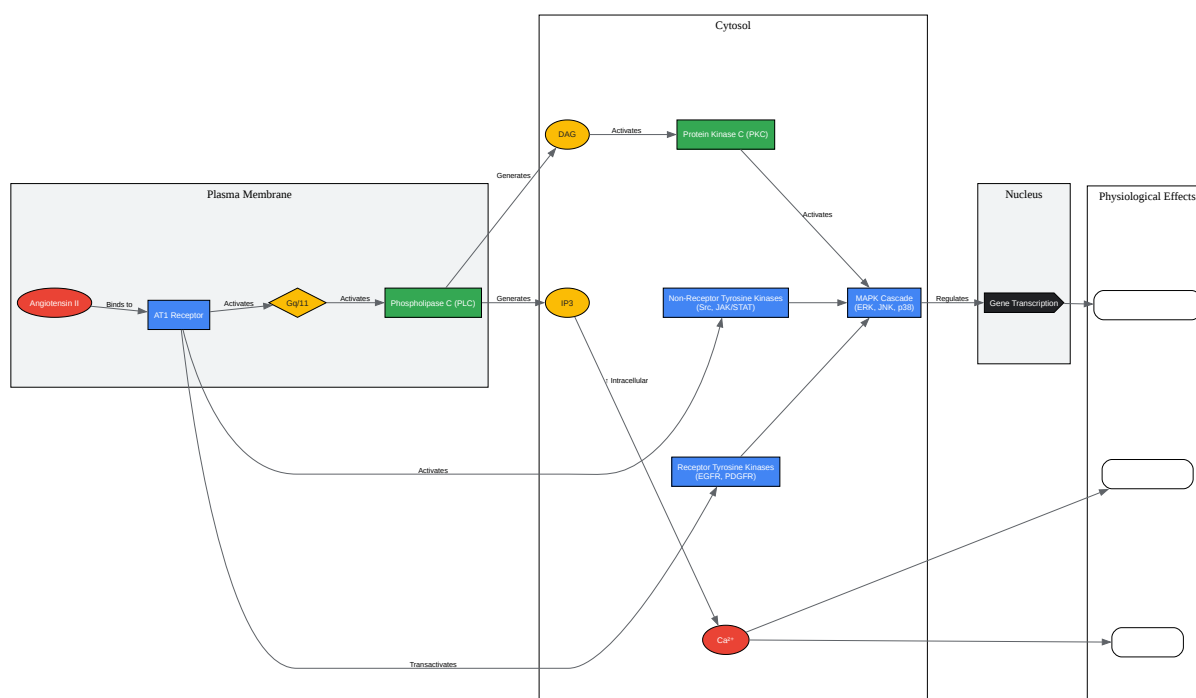 Cytosol
DAG
Activates
Protein Kinase C (PKC)
Generates
Plasma Membrane
Nucleus
Physiological Effects
Activates
Angiotensin II
Binds to
AT1 Receptor
Activates
Gq/11
Activates
Phospholipase C (PLC)
Generates
IP3
Non-Receptor Tyrosine Kinases
(Src, JAK/STAT)
MAPK Cascade
(ERK, JNK, p38)
Regulates
Gene Transcription
↑ Intracellular
Activates
Receptor Tyrosine Kinases
(EGFR, PDGFR)
Ca²⁺
Transactivates